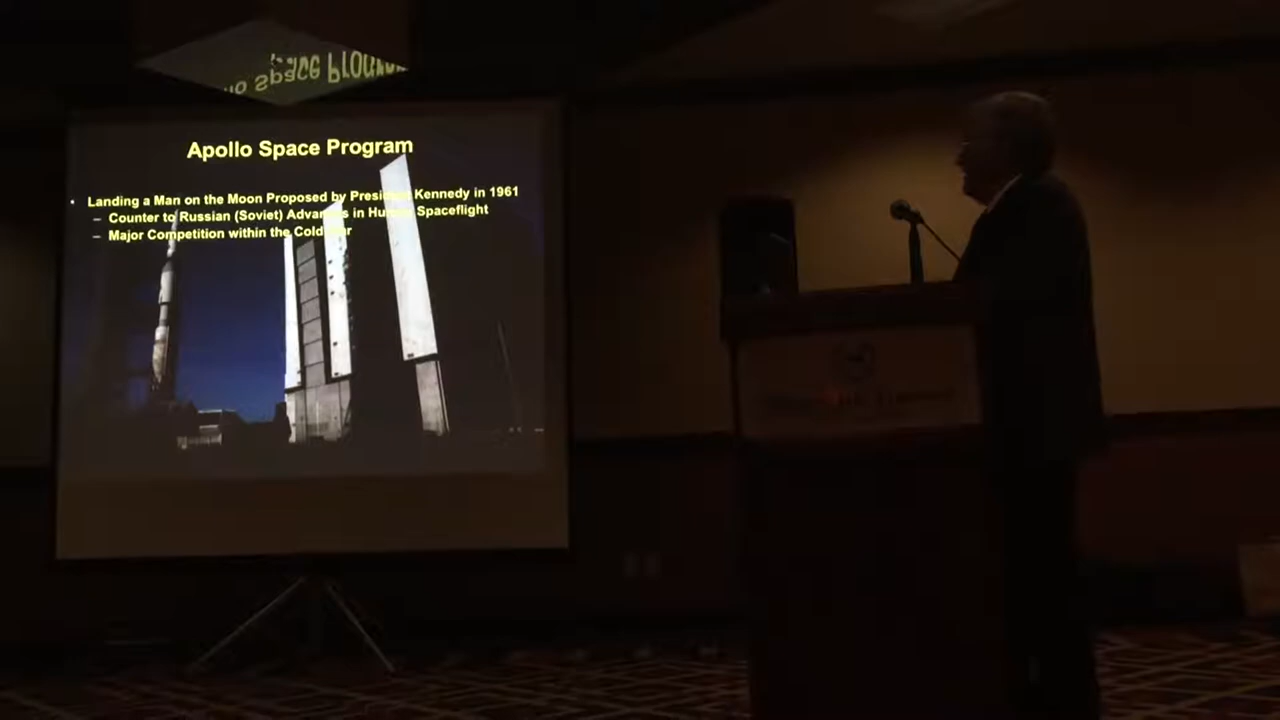 Apollo Space Program
• Landing a Man on the Moon Proposed by President Kennedy in 1961
– Counter to Russian (Soviet) Advances in Human Spaceflight
– Major Competition within the Cold War